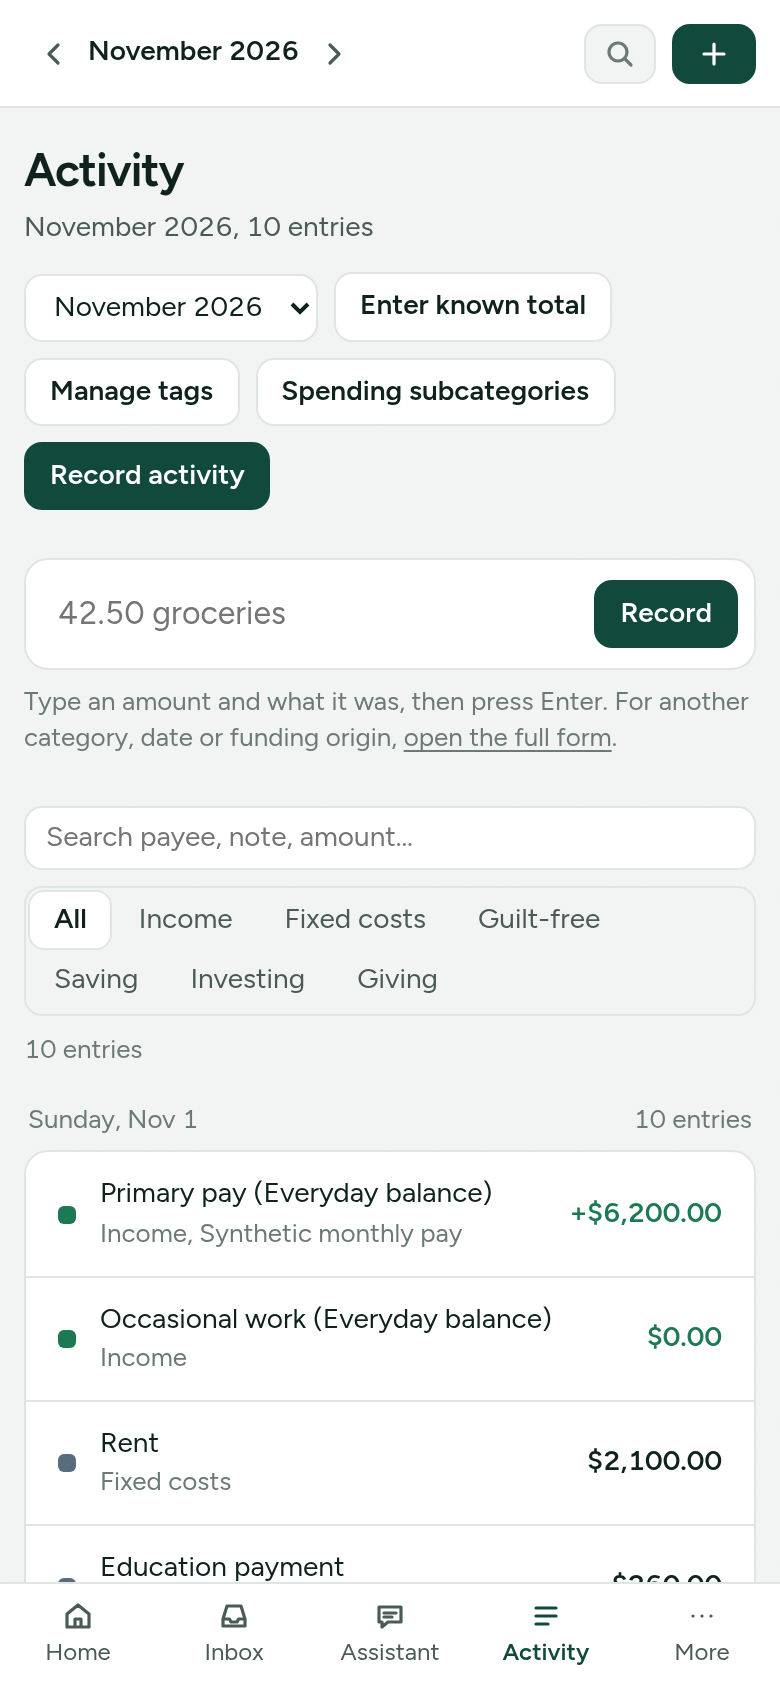 November 2026
Activity
November 2026, 10 entries
November 2026
Enter known total
Manage tags
Spending subcategories
Record activity
42.50 groceries
Record
Type an amount and what it was, then press Enter. For another
category, date or funding origin, open the full form.
Search payee, note, amount...
All Income Fixed costs Guilt-free
Saving Investing Giving
10 entries
Sunday, Nov 1 10 entries
Primary pay (Everyday balance)
+$6,200.00
Income, Synthetic monthly pay
Occasional work (Everyday balance)
$0.00
Income
Rent
$2,100.00
Fixed costs
Education payment
Home Inbox Assistant Activity More